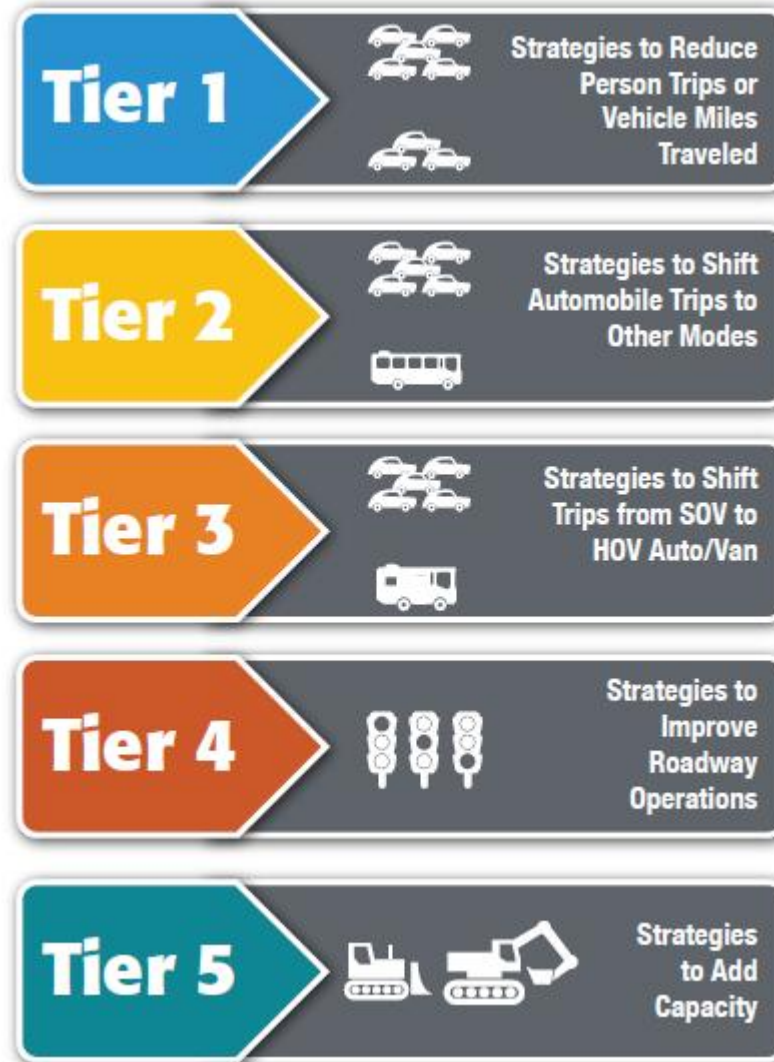 Tier 1
Strategies to Reduce
Person Trips or
Vehicle Miles
Traveled
Tier 2
Strategies to Shift
Automobile Trips to
Other Modes
Tier 3
Strategies to Shift
Trips from SOV to
HOV Auto/Van
Tier 4
Strategies to
Improve
Roadway
Operations
Tier 5
Strategies
to Add
Capacity